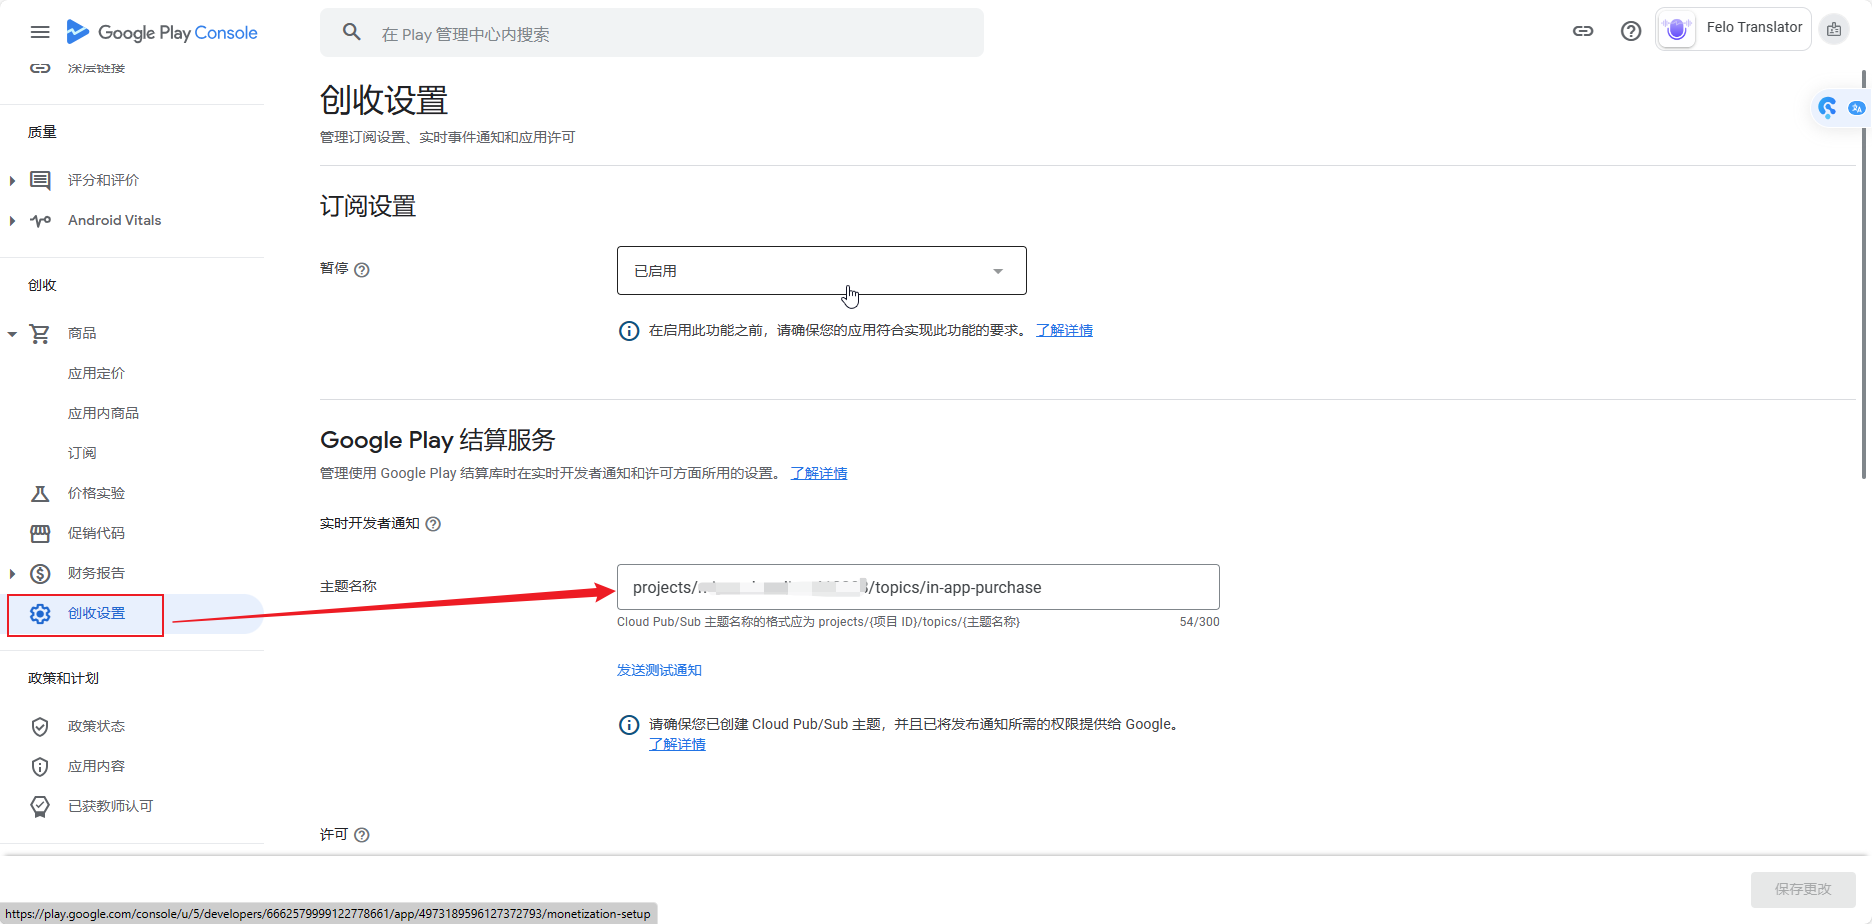 Google Play Console
在 Play 管理中心内搜索
Felo Translator
深层链接
质量
评分和评价
Android Vitals
创收
商品
应用定价
应用内商品
订阅
价格实验
促销代码
财务报告
创收设置
政策和计划
政策状态
应用内容
已获教师认可
创收设置
管理订阅设置、实时事件通知和应用许可
订阅设置
暂停
已启用
在启用此功能之前，请确保您的应用符合实现此功能的要求。 了解详情
Google Play 结算服务
管理使用 Google Play 结算库时在实时开发者通知和许可方面所用的设置。 了解详情
实时开发者通知
主题名称
projects/ /topics/in-app-purchase
Cloud Pub/Sub 主题名称的格式应为 projects/{项目 ID}/topics/{主题名称}
54/300
发送测试通知
请确保您已创建 Cloud Pub/Sub 主题，并且已将发布通知所需的权限提供给 Google。
了解详情
许可
保存更改
https://play.google.com/console/u/5/developers/6662579999122778661/app/4973189596127372793/monetization-setup